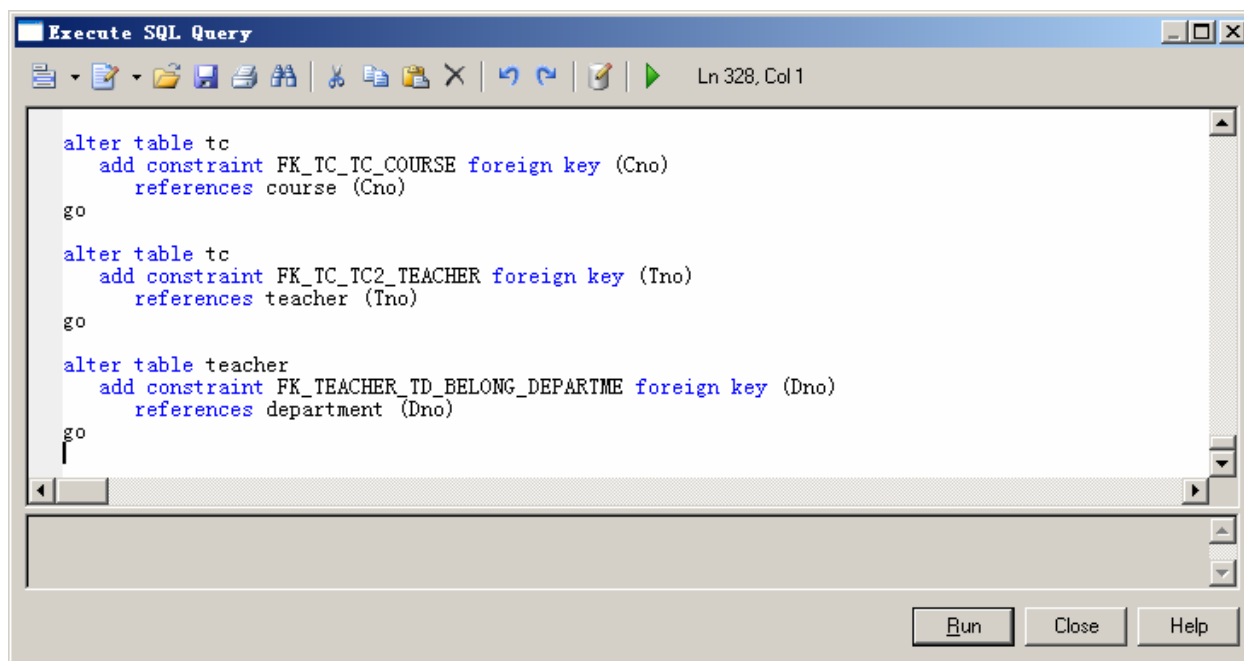 Execute SQL Query
Ln 328, Col 1
alter table tc
add constraint FK_TC_TC_COURSE foreign key (Cno)
references course (Cno)
go
alter table tc
add constraint FK_TC_TC2_TEACHER foreign key (Tno)
references teacher (Tno)
go
alter table teacher
add constraint FK_TEACHER_TD_BELONG_DEPARTME foreign key (Dno)
references department (Dno)
go
Run Close Help